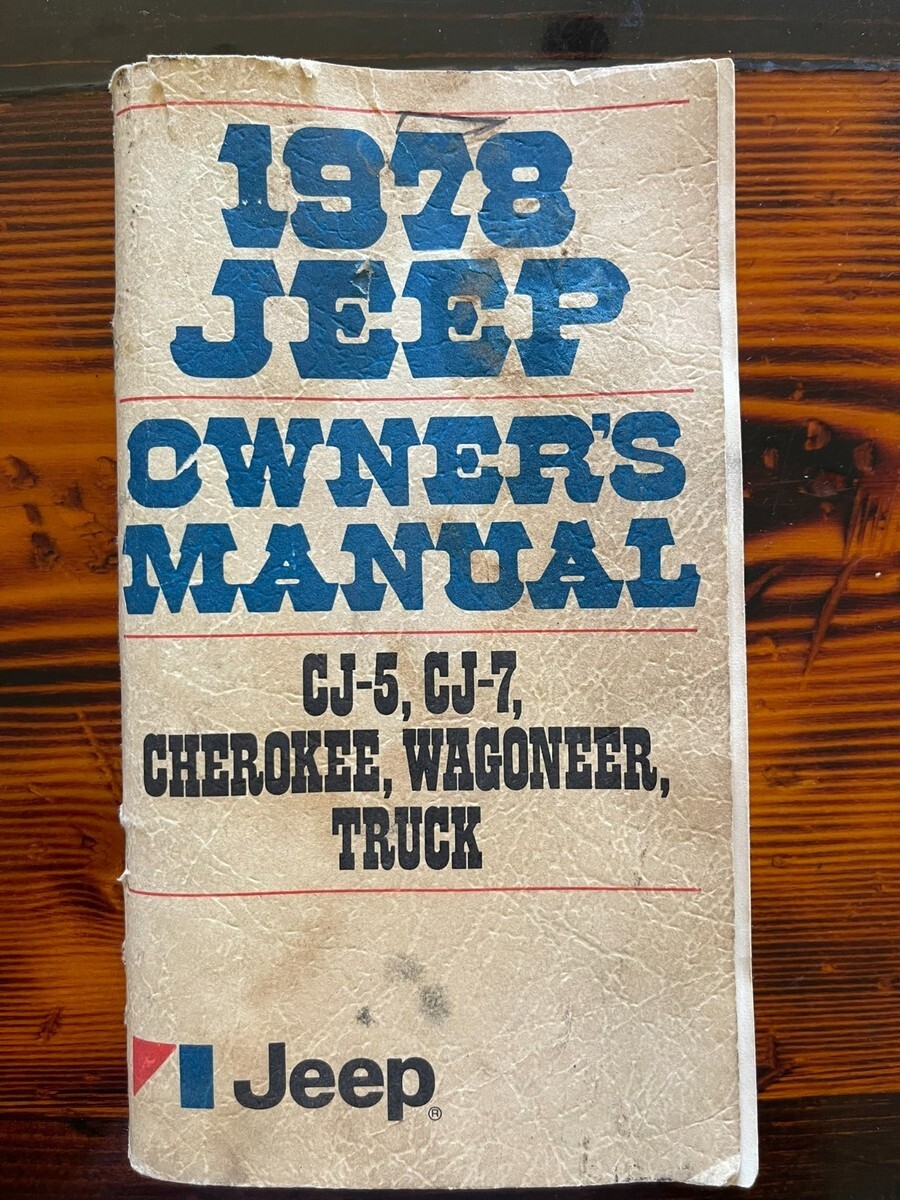 1978
JEEP
OWNER'S
MANUAL
CJ-5, CJ-7,
CHEROKEE, WAGONEER,
TRUCK
Jeep®